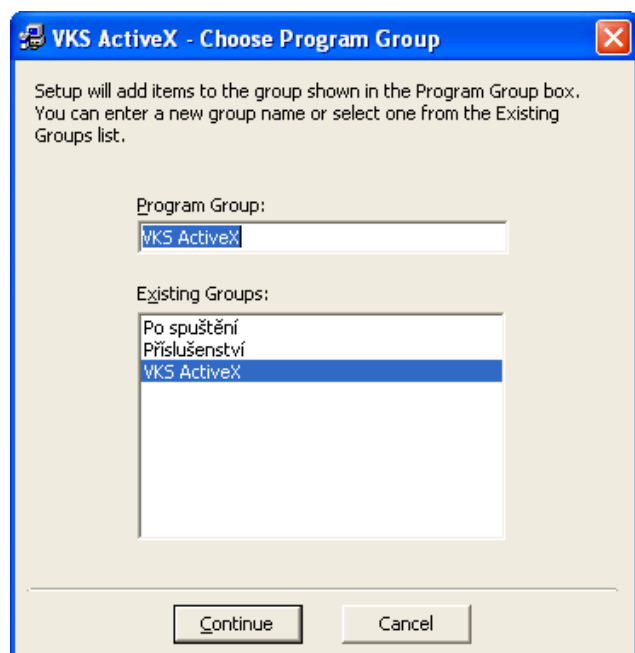 VKS ActiveX - Choose Program Group
Setup will add items to the group shown in the Program Group box.
You can enter a new group name or select one from the Existing
Groups list.
Program Group:
VKS ActiveX
Existing Groups:
Po spuštění
Příslušenství
VKS ActiveX
Continue Cancel